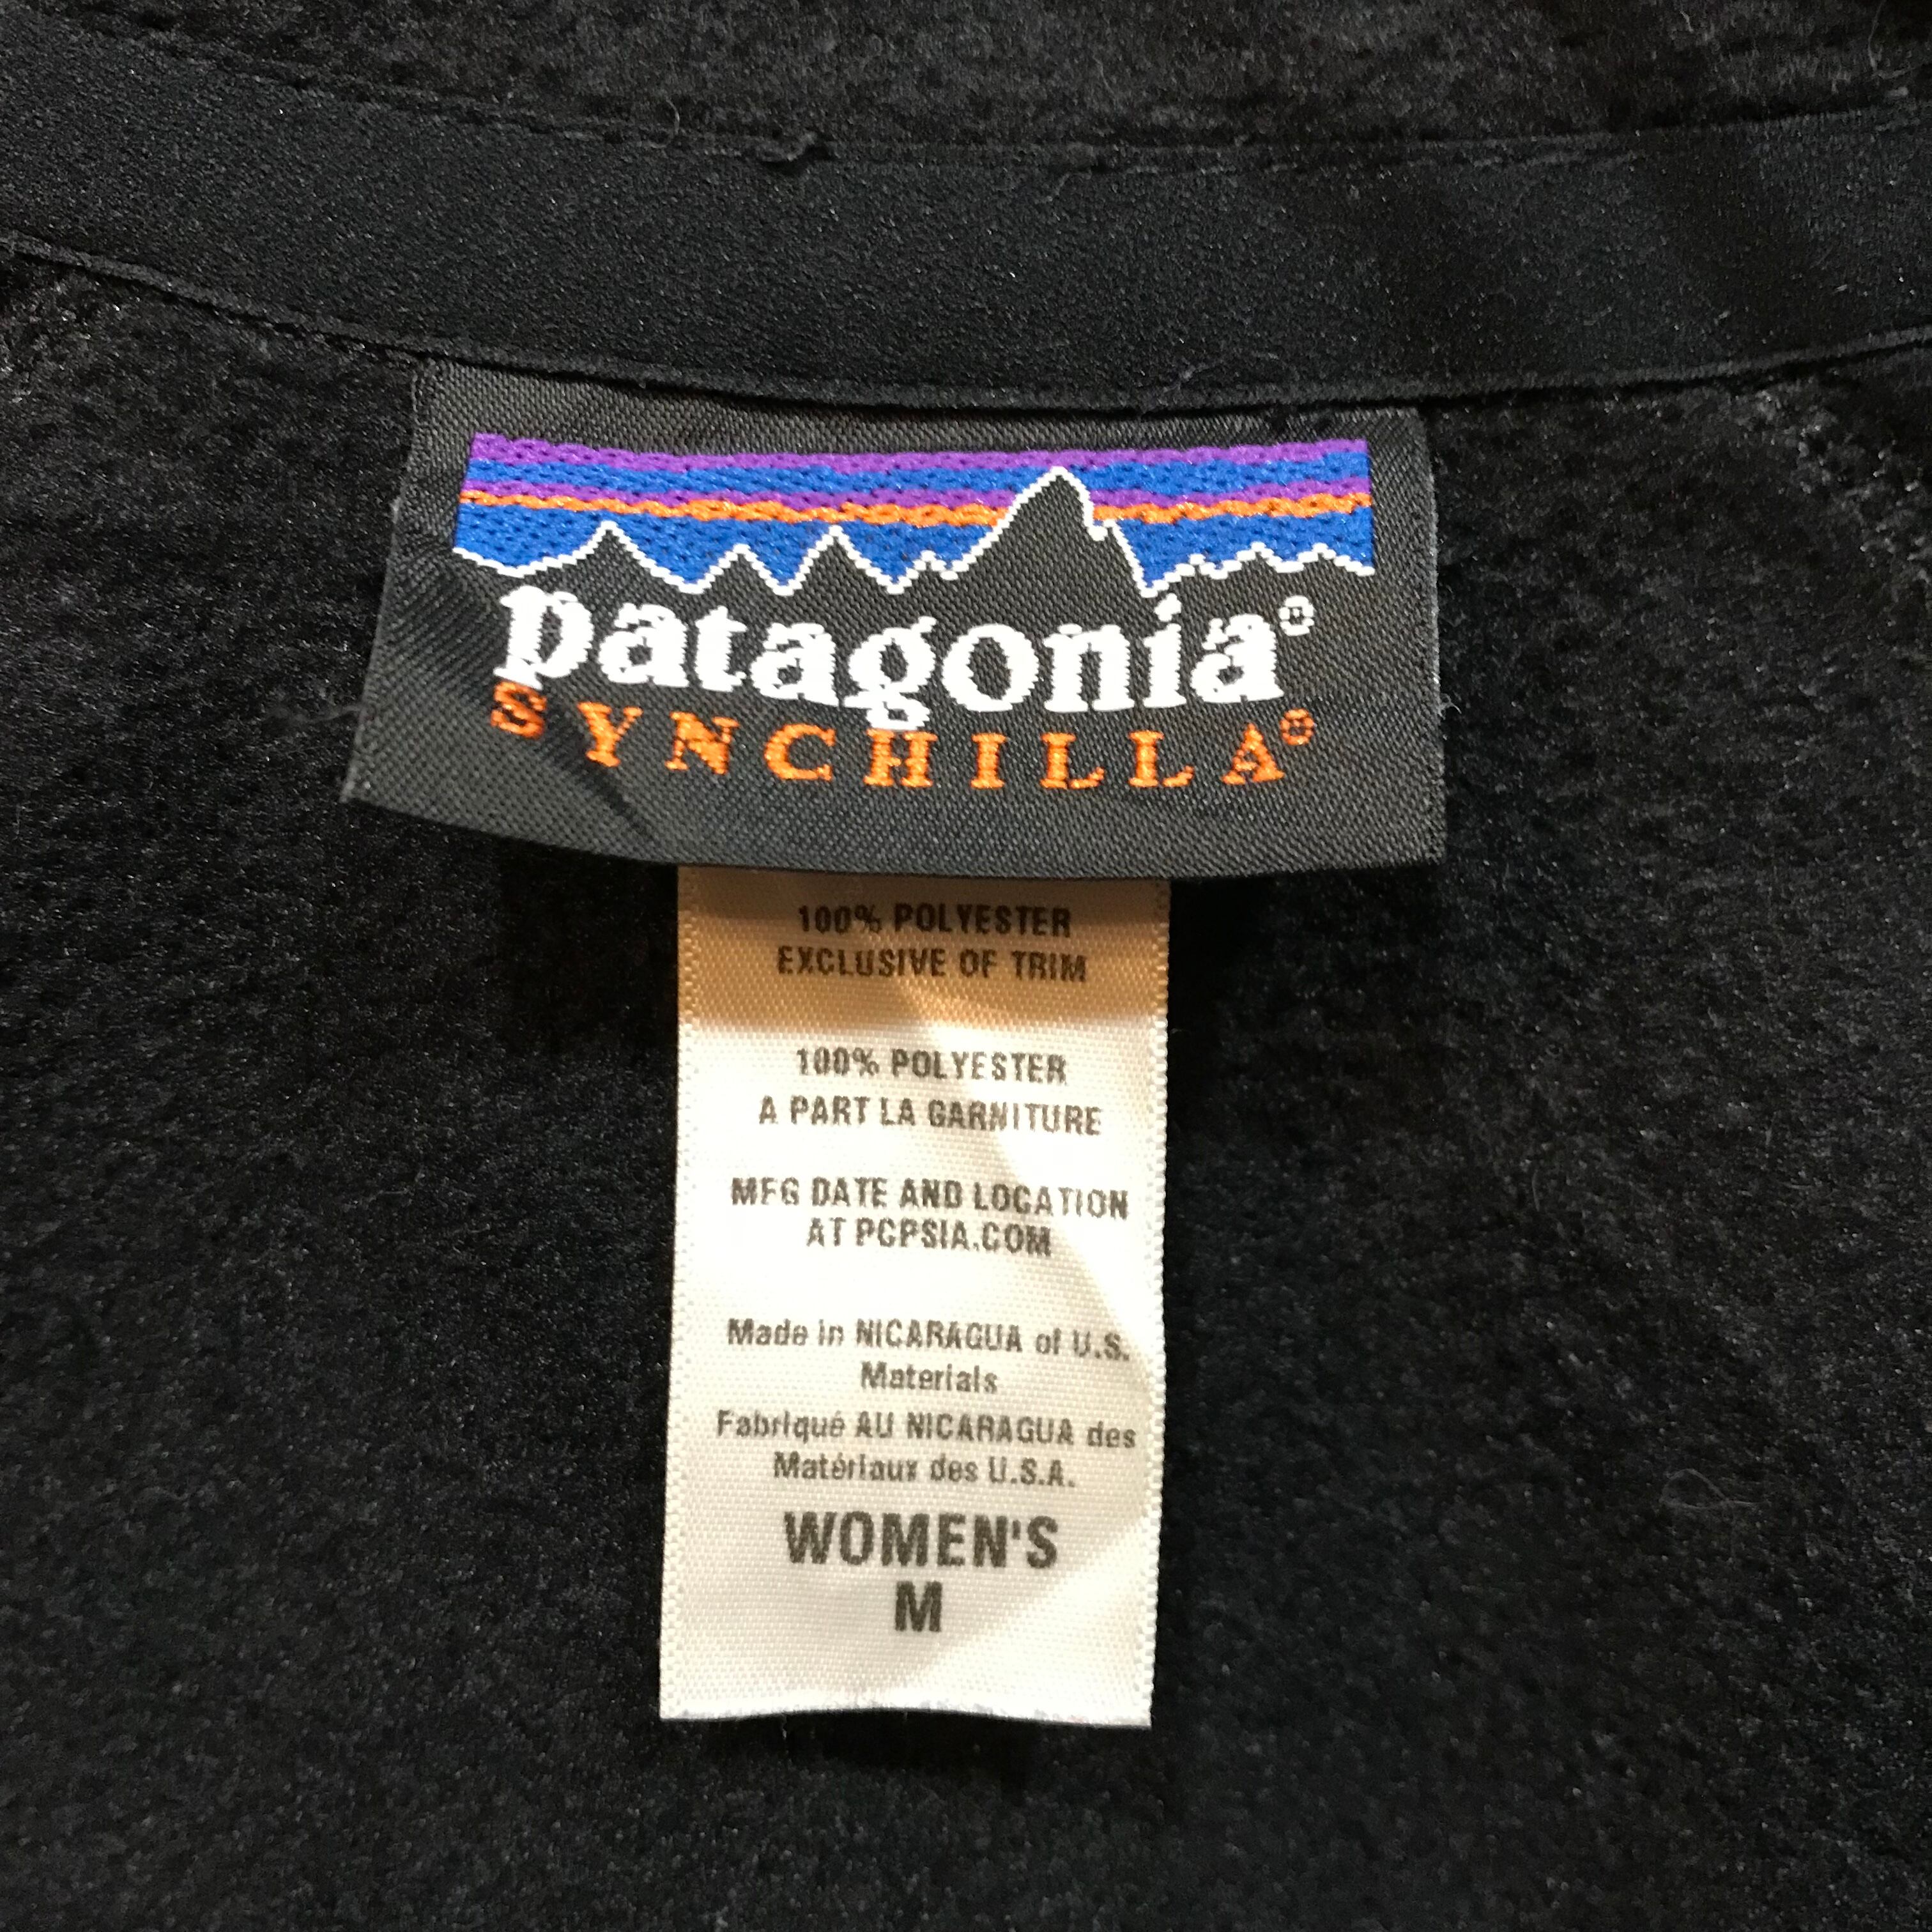 patagonia®
SYNCHILLA®
100% POLYESTER
EXCLUSIVE OF TRIM
100% POLYESTER
A PART LA GARNITURE
MFG DATE AND LOCATION
AT PCPSIA.COM
Made in NICARAGUA of U.S.
Materials
Fabriqué AU NICARAGUA des
Matériaux des U.S.A.
WOMEN'S
M